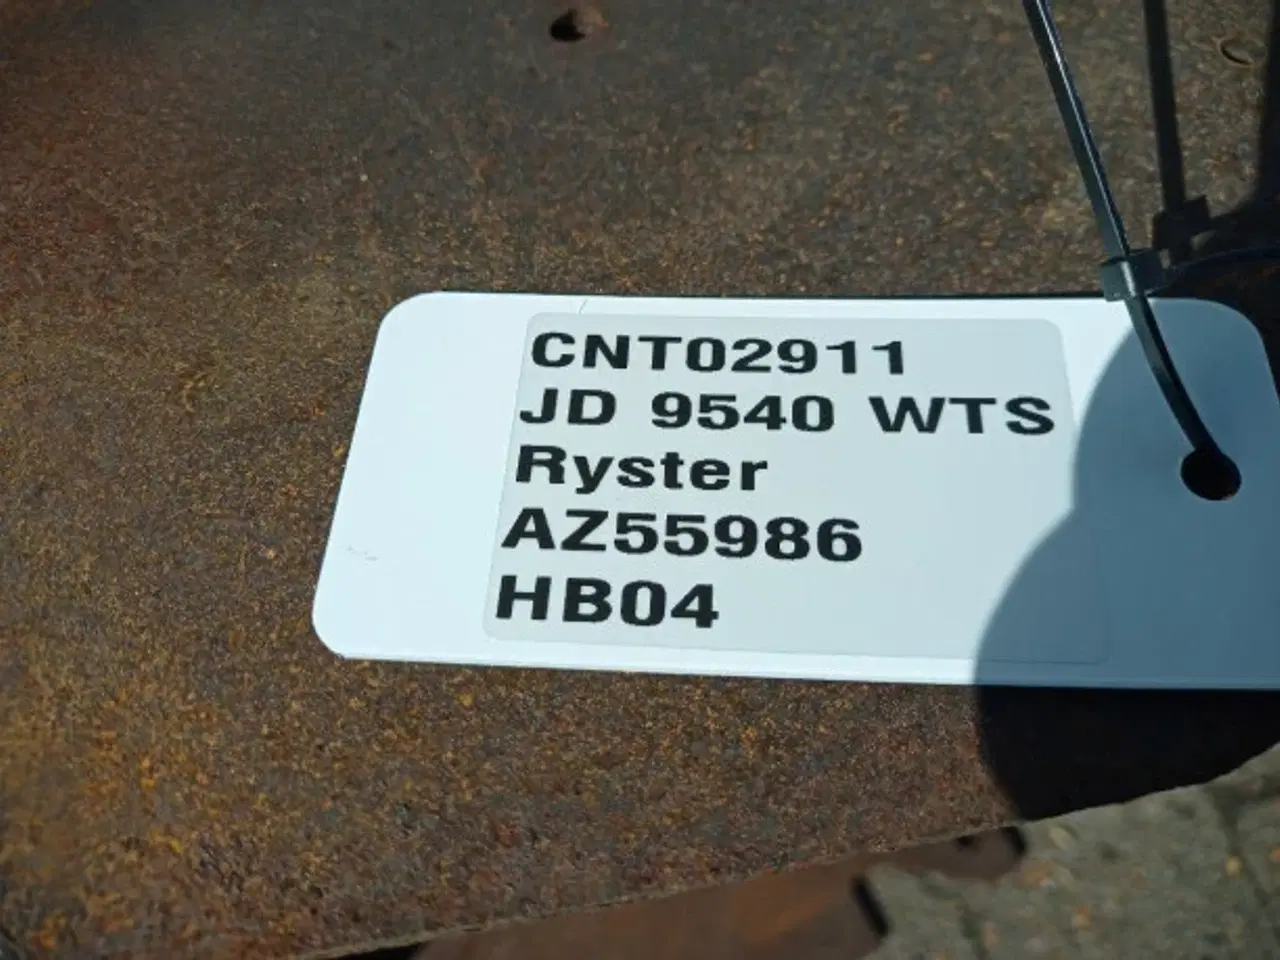 CNT02911
JD 9540 WTS
Ryster
AZ55986
HB04